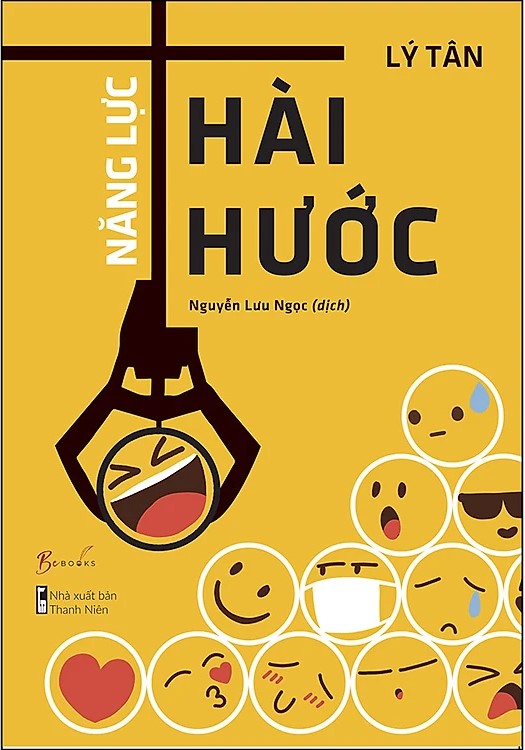 LÝ TÂN
NĂNG LỰC
HÀI
HƯỚC
Nguyễn Lưu Ngọc (dịch)
BeBOOKS
Nhà xuất bản
Thanh Niên